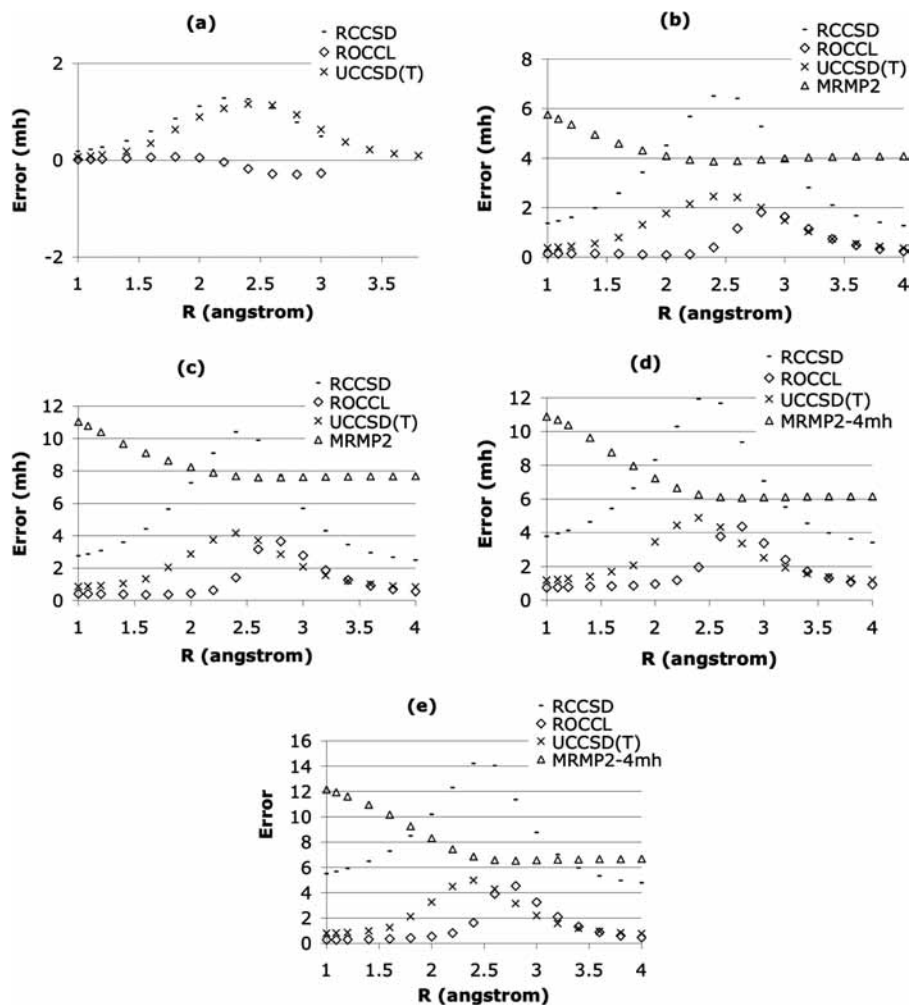 (a)
- RCCSD
◇ ROCCL
× UCCSD(T)
2
0
-2
Error (mh)
1 1.5 2 2.5 3 3.5
R (angstrom)
(b)
- RCCSD
◇ ROCCL
× UCCSD(T)
△ MRMP2
8
6
4
2
0
Error (mh)
1 1.5 2 2.5 3 3.5 4
R (angstrom)
(c)
- RCCSD
◇ ROCCL
× UCCSD(T)
△ MRMP2
12
10
8
6
4
2
0
Error (mh)
1 1.5 2 2.5 3 3.5 4
R (angstrom)
(d)
- RCCSD
◇ ROCCL
× UCCSD(T)
△ MRMP2-4mh
12
10
8
6
4
2
0
Error (mh)
1 1.5 2 2.5 3 3.5 4
R (angstrom)
(e)
- RCCSD
◇ ROCCL
× UCCSD(T)
△ MRMP2-4mh
16
14
12
10
8
6
4
2
0
Error
1 1.5 2 2.5 3 3.5 4
R (angstrom)